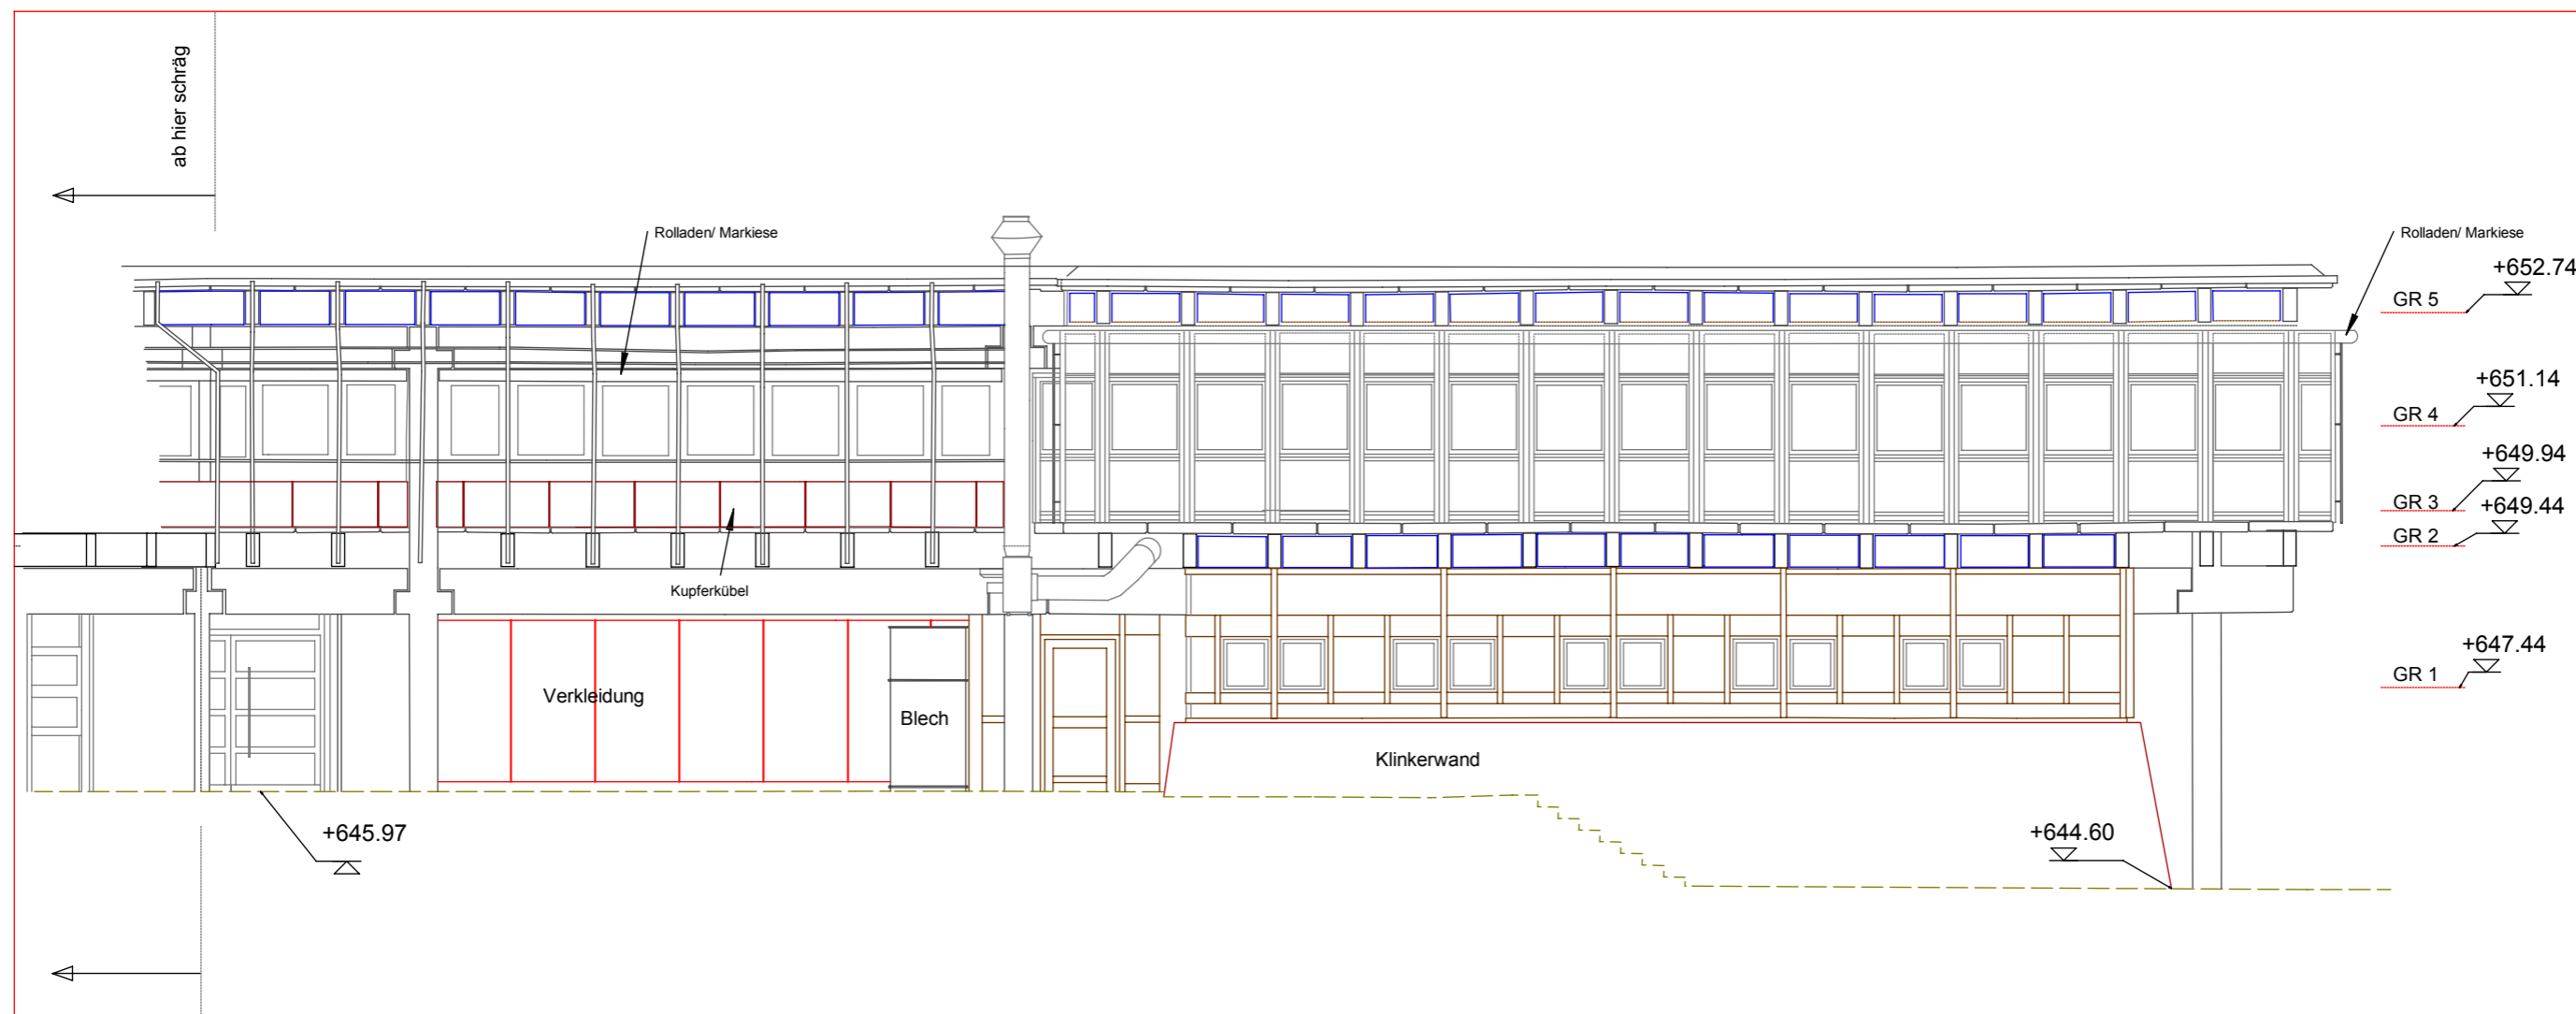 ab hier schräg
Rolladen/ Markiese
Rolladen/ Markiese
+652.74
GR 5
+651.14
GR 4
+649.94
GR 3
+649.44
GR 2
Kupferkübel
+647.44
GR 1
Verkleidung
Blech
Klinkerwand
+645.97
+644.60